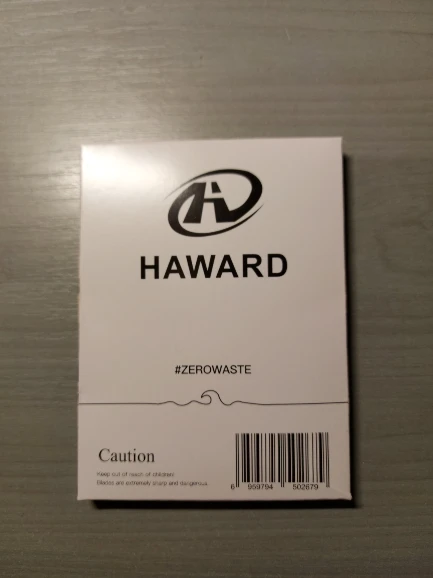 HAWARD
#ZEROWASTE
Caution
Keep out of reach of children!
Blades are extremely sharp and dangerous.
6 959794 502679